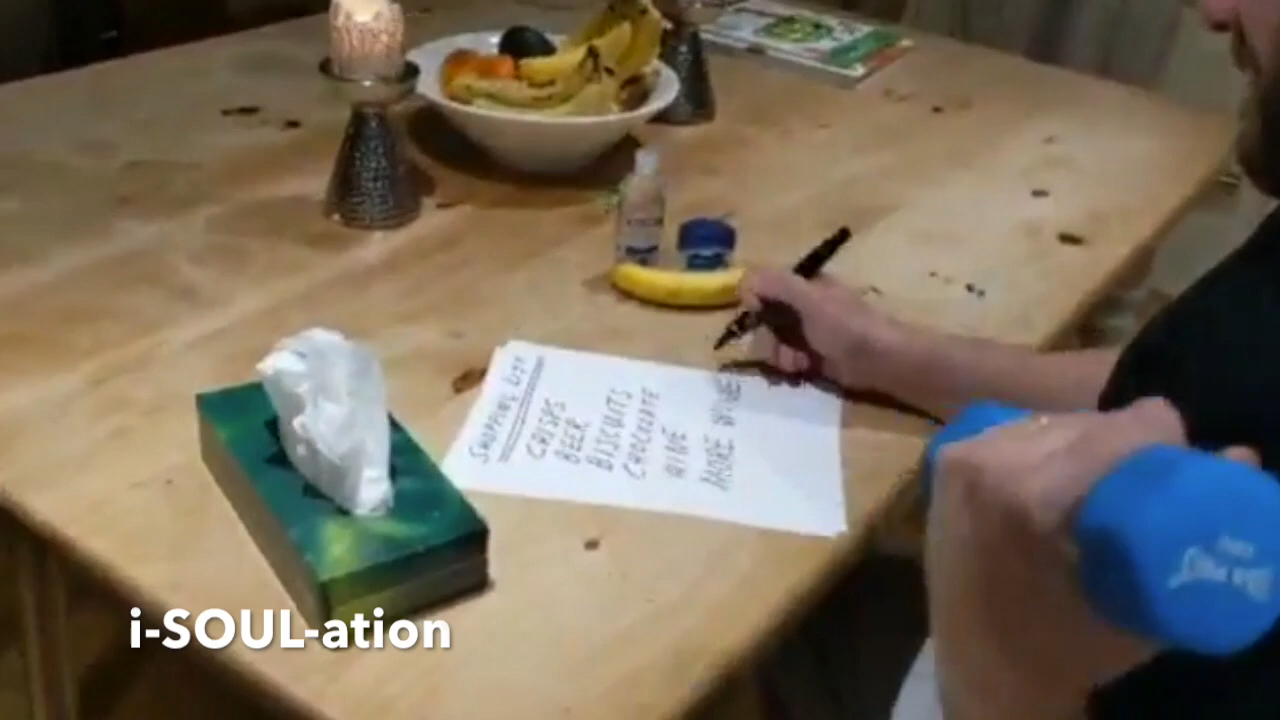 SHOPPING LIST
CRISPS
BEER
BISCUITS
CHOCOLATE
WINE
MORE WINE
i-SOUL-ation